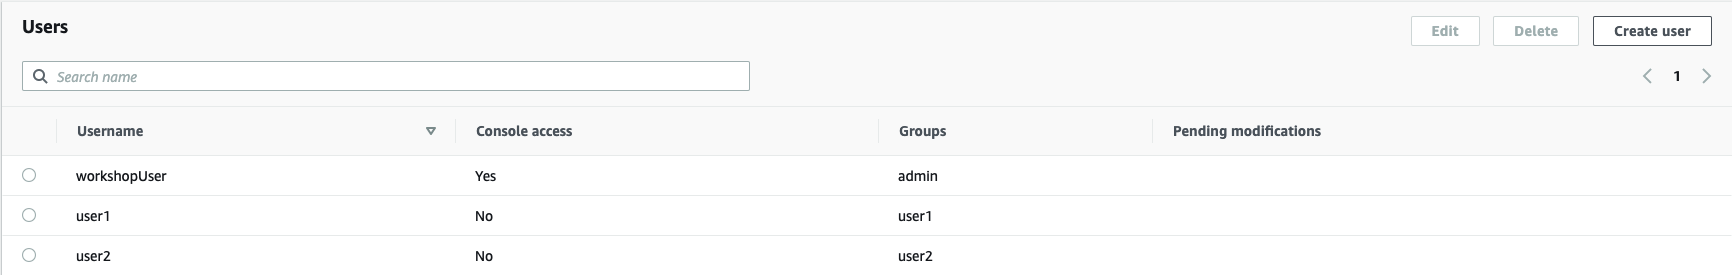 Users
Edit Delete Create user
Search name
1
Username Console access Groups Pending modifications
workshopUser Yes admin
user1 No user1
user2 No user2